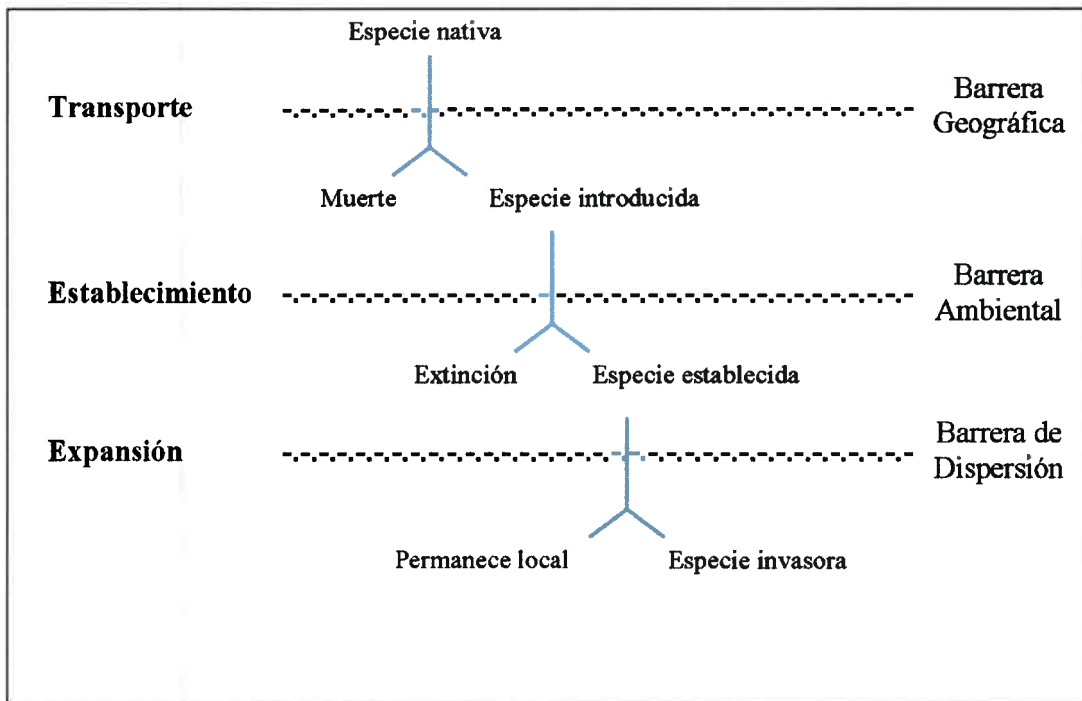 Especie nativa
Transporte
Barrera
Geográfica
Muerte
Especie introducida
Establecimiento
Barrera
Ambiental
Extinción
Especie establecida
Expansión
Barrera de
Dispersión
Permanece local
Especie invasora